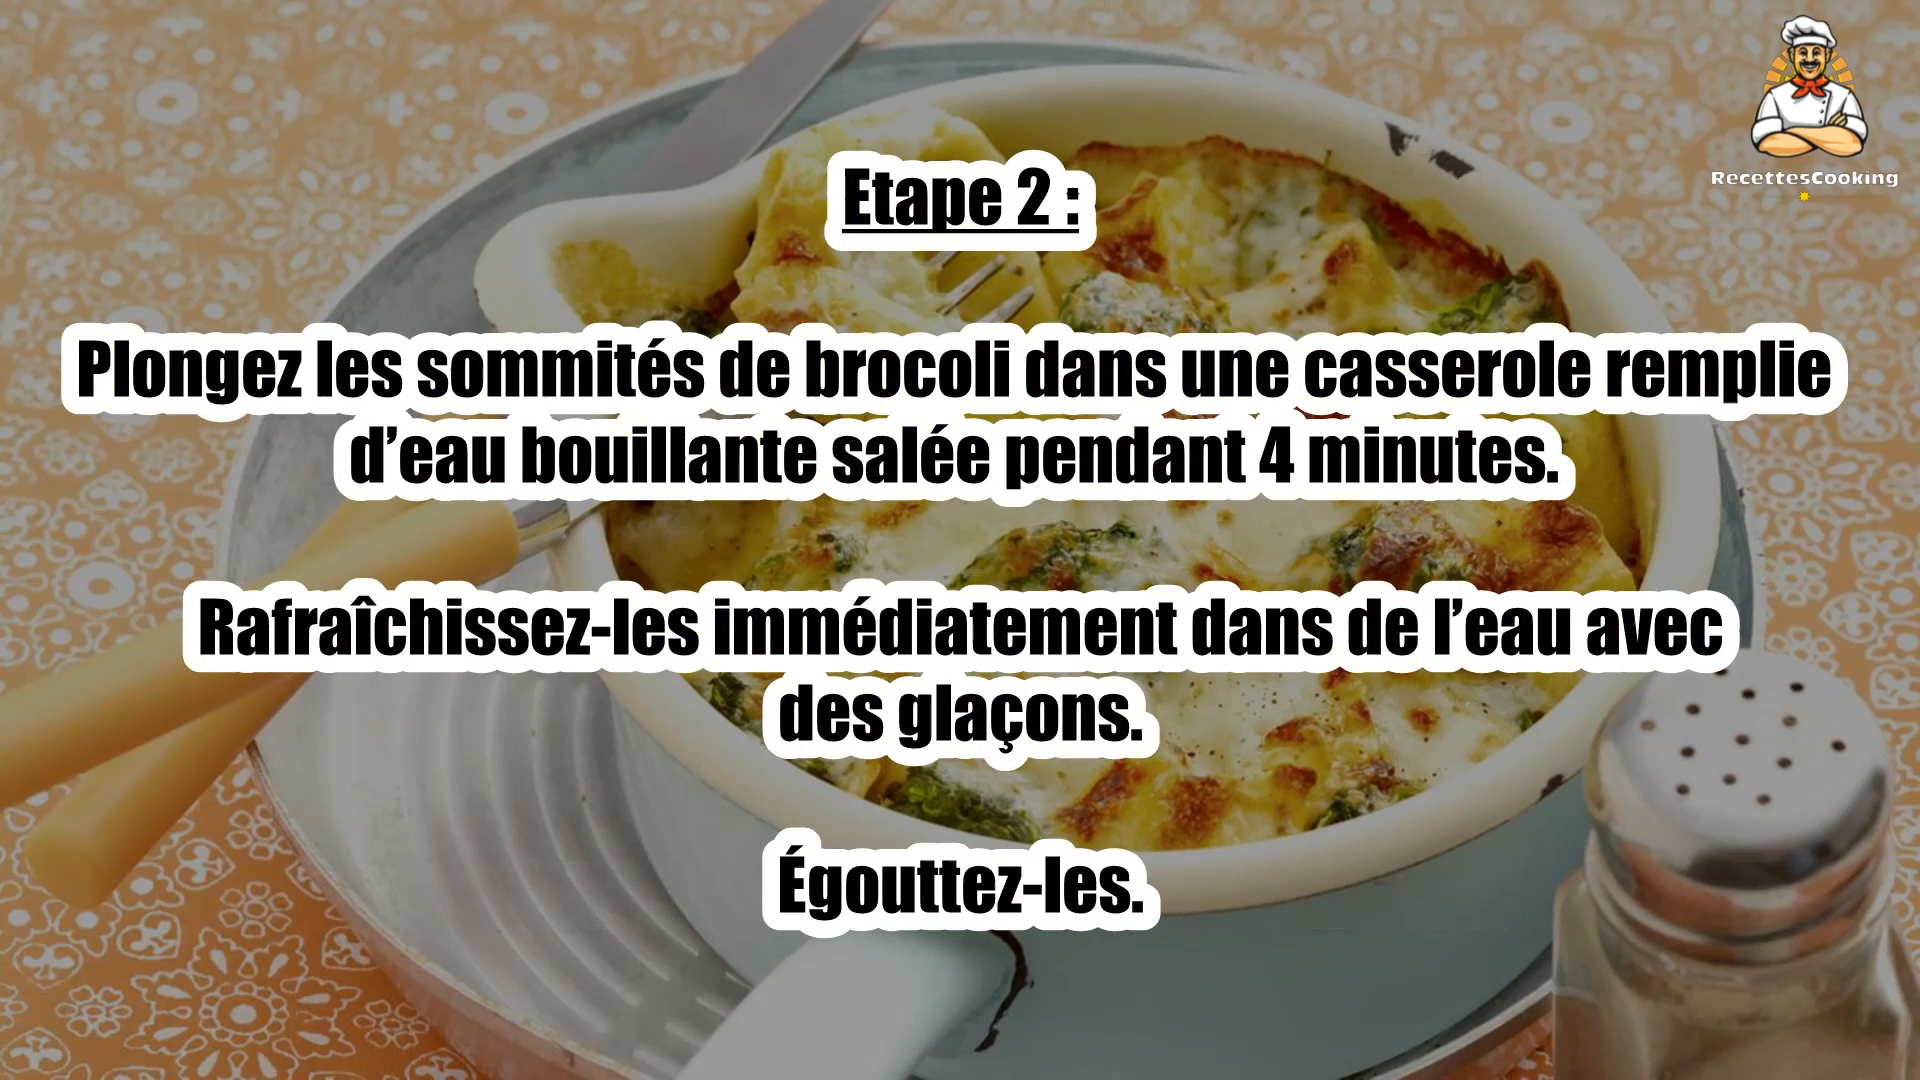 RecettesCooking
Etape 2 :
Plongez les sommités de brocoli dans une casserole remplie
d’eau bouillante salée pendant 4 minutes.
Rafraîchissez-les immédiatement dans de l’eau avec
des glaçons.
Égouttez-les.